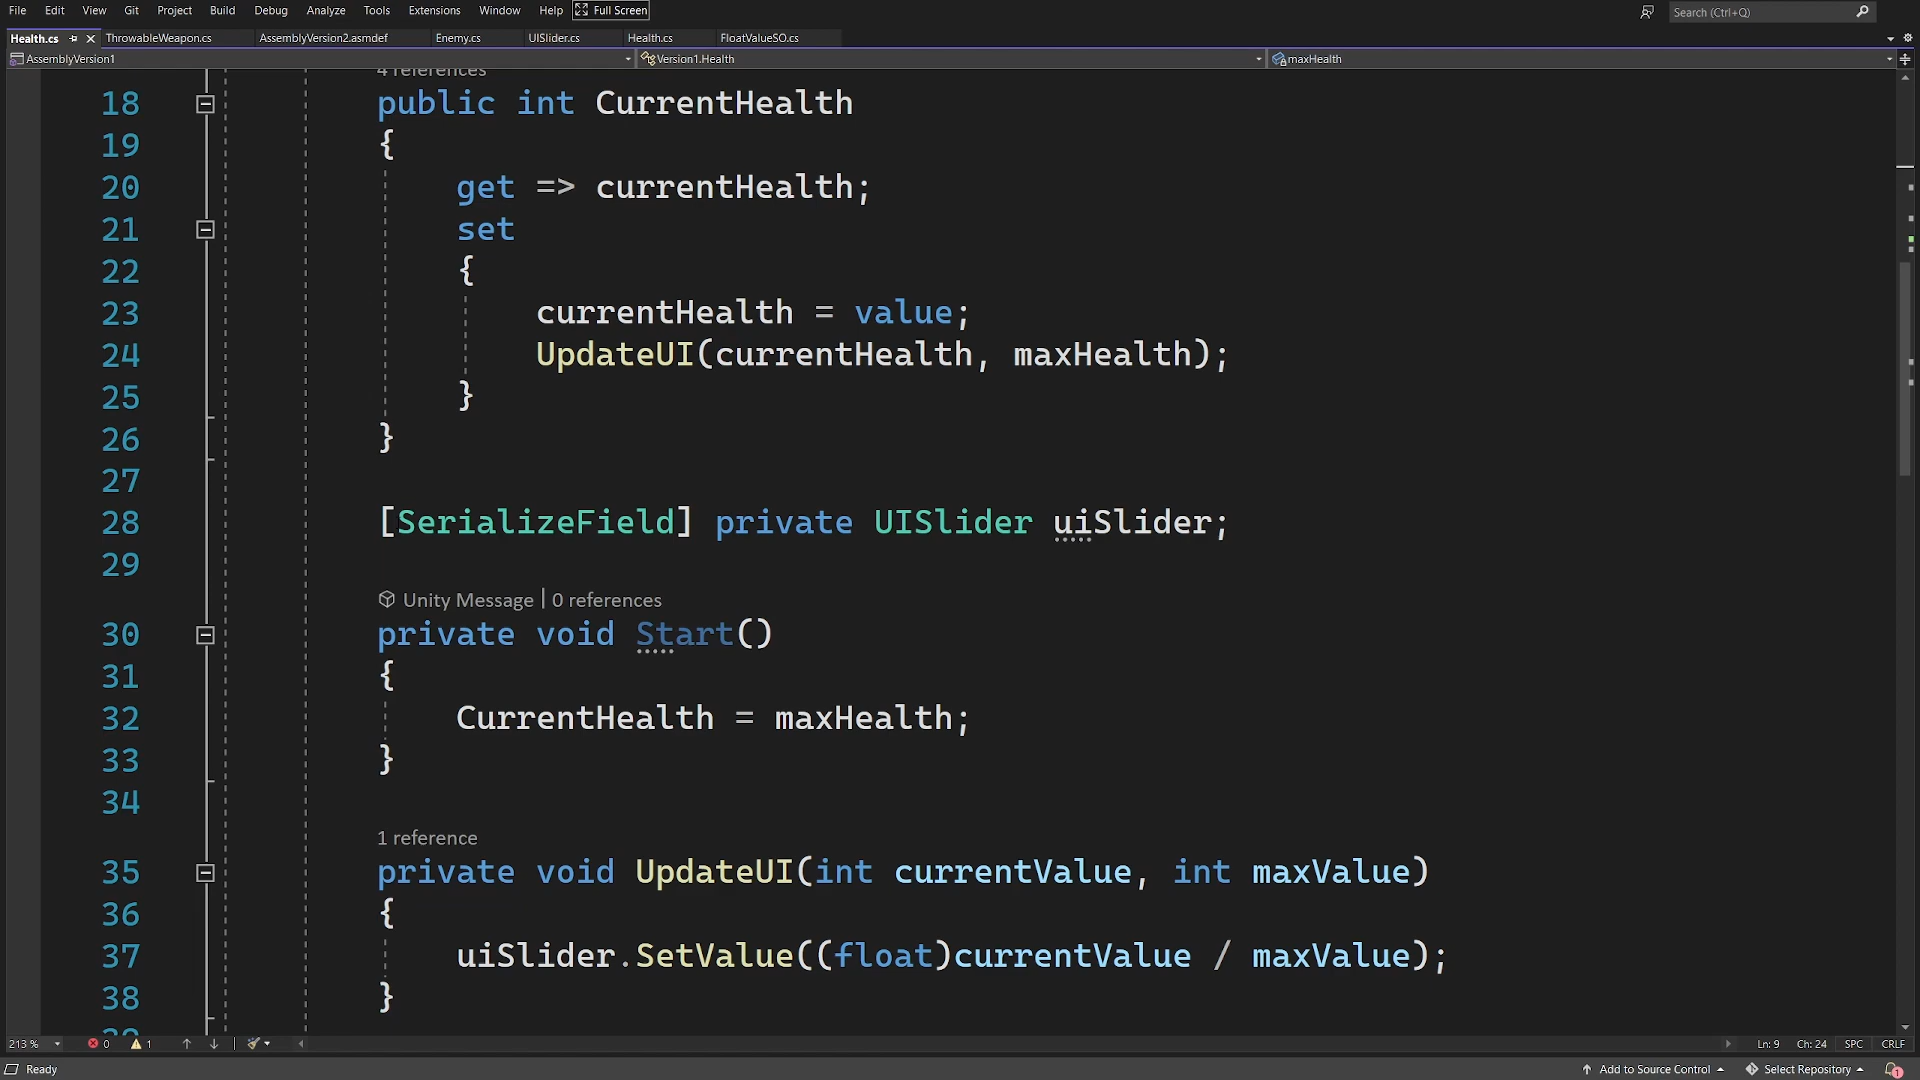 File Edit View Git Project Build Debug Analyze Tools Extensions Window Help Full Screen Search (Ctrl+Q)
Health.cs ThrowableWeapon.cs AssemblyVersion2.asmdef Enemy.cs UISlider.cs Health.cs FloatValueSO.cs
AssemblyVersion1 Version1.Health maxHealth
4 references
18 public int CurrentHealth
19 {
20 get => currentHealth;
21 set
22 {
23 currentHealth = value;
24 UpdateUI(currentHealth, maxHealth);
25 }
26 }
27
28 [SerializeField] private UISlider uiSlider;
29
Unity Message | 0 references
30 private void Start()
31 {
32 CurrentHealth = maxHealth;
33 }
34
1 reference
35 private void UpdateUI(int currentValue, int maxValue)
36 {
37 uiSlider.SetValue((float)currentValue / maxValue);
38 }
39
213 % 0 1 Ln: 9 Ch: 24 SPC CRLF
Ready Add to Source Control Select Repository 1